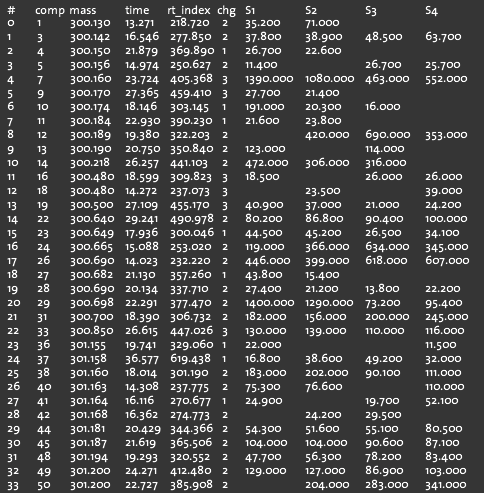 # comp mass time rt_index chg S1 S2 S3 S4
0 1 300.130 13.271 218.720 2 35.200 71.000
1 3 300.142 16.546 277.850 2 37.800 38.900 48.500 63.700
2 4 300.150 21.879 369.890 1 26.700 22.600
3 5 300.156 14.974 250.627 2 11.400 26.700 25.700
4 7 300.160 23.724 405.368 3 1390.000 1080.000 463.000 552.000
5 9 300.170 27.365 459.410 3 27.700 21.400
6 10 300.174 18.146 303.145 1 191.000 20.300 16.000
7 11 300.184 22.930 390.230 1 21.600 23.800
8 12 300.189 19.380 322.203 2 420.000 690.000 353.000
9 13 300.190 20.750 350.840 2 123.000 114.000
10 14 300.218 26.257 441.103 2 472.000 306.000 316.000
11 16 300.480 18.599 309.823 3 18.500 26.000 26.000
12 18 300.480 14.272 237.073 3 23.500 39.000
13 19 300.500 27.109 455.170 3 40.900 37.000 21.000 24.200
14 22 300.640 29.241 490.978 2 80.200 86.800 90.400 100.000
15 23 300.649 17.936 300.046 1 44.500 45.200 26.500 34.100
16 24 300.665 15.088 253.020 2 119.000 366.000 634.000 345.000
17 26 300.690 14.023 232.220 2 446.000 399.000 618.000 607.000
18 27 300.682 21.130 357.260 1 43.800 15.400
19 28 300.690 20.134 337.710 2 27.400 21.200 13.800 22.200
20 29 300.698 22.291 377.470 2 1400.000 1290.000 73.200 95.400
21 31 300.700 18.390 306.732 2 182.000 156.000 200.000 245.000
22 33 300.850 26.615 447.026 3 130.000 139.000 110.000 116.000
23 36 301.155 19.741 329.060 1 22.000 11.500
24 37 301.158 36.577 619.438 1 16.800 38.600 49.200 32.000
25 38 301.160 18.014 301.190 2 183.000 202.000 90.100 111.000
26 40 301.163 14.308 237.775 2 75.300 76.600 110.000
27 41 301.164 16.116 270.677 1 24.900 19.700 52.100
28 42 301.168 16.362 274.773 2 24.200 29.500
29 44 301.181 20.429 344.366 2 54.300 51.600 55.100 80.500
30 45 301.187 21.619 365.506 2 104.000 104.000 90.600 87.100
31 48 301.194 19.293 320.552 2 47.700 56.300 78.200 83.400
32 49 301.200 24.271 412.480 2 129.000 127.000 86.900 103.000
33 50 301.200 22.727 385.908 2 204.000 283.000 341.000